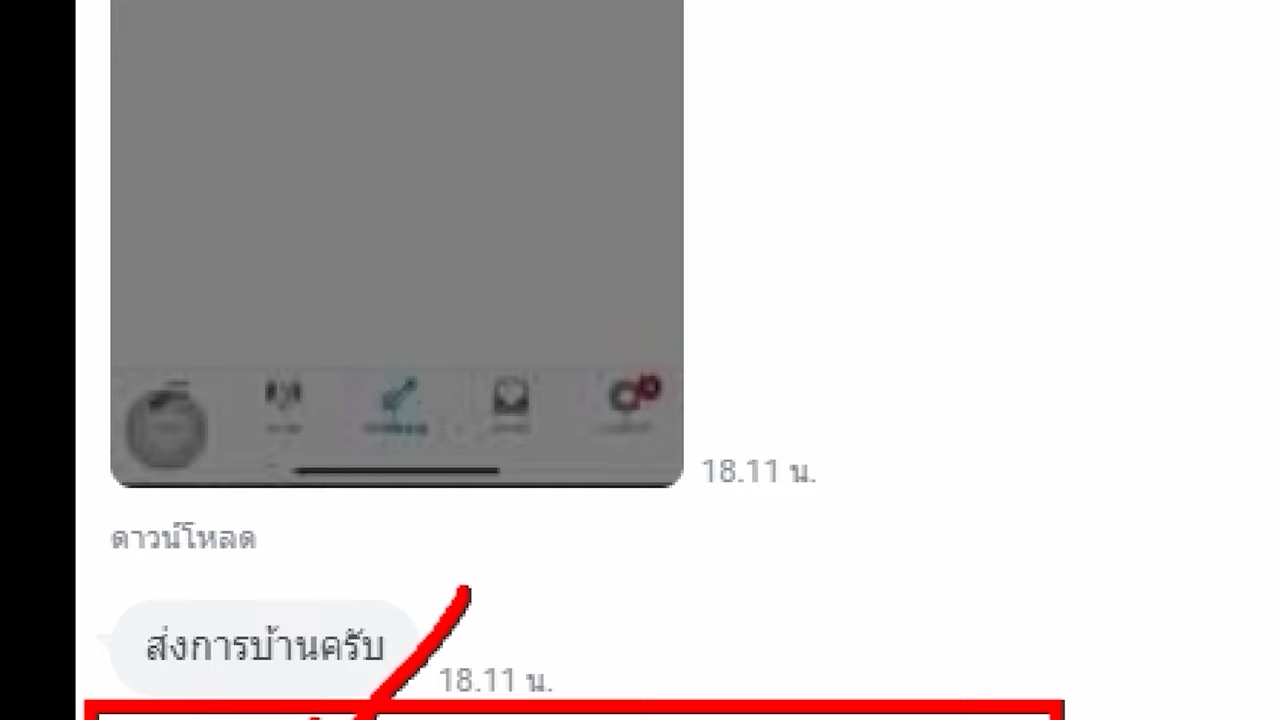 18.11 น.
ดาวน์โหลด
ส่งการบ้านครับ
18.11 น.